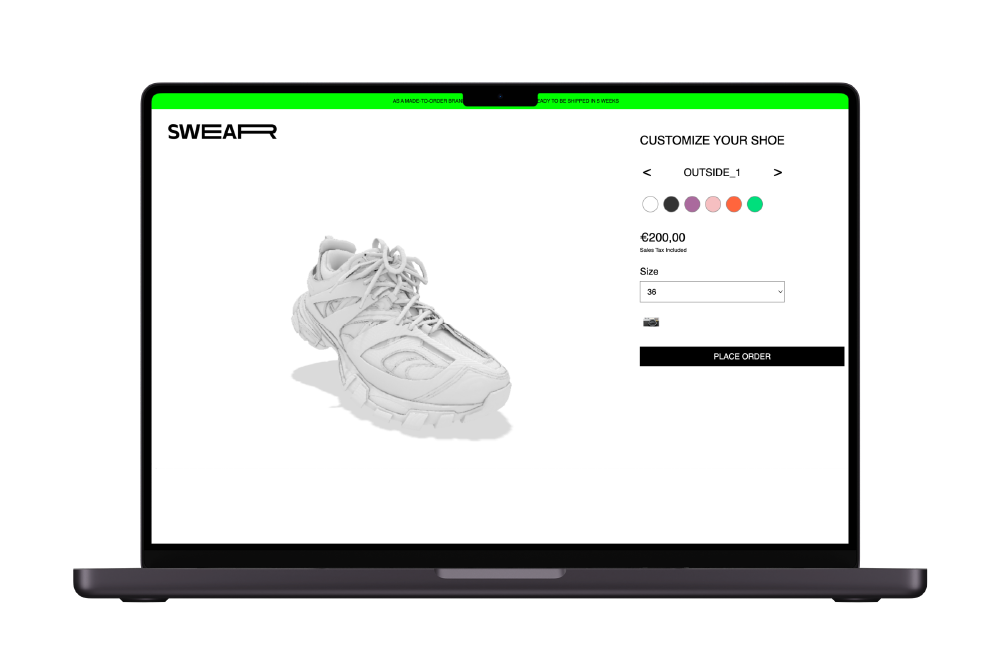 AS A MADE-TO-ORDER BRAN
EADY TO BE SHIPPED IN 5 WEEKS
SWEAR
CUSTOMIZE YOUR SHOE
< OUTSIDE_1 >
€200,00
Sales Tax Included
Size
36
PLACE ORDER